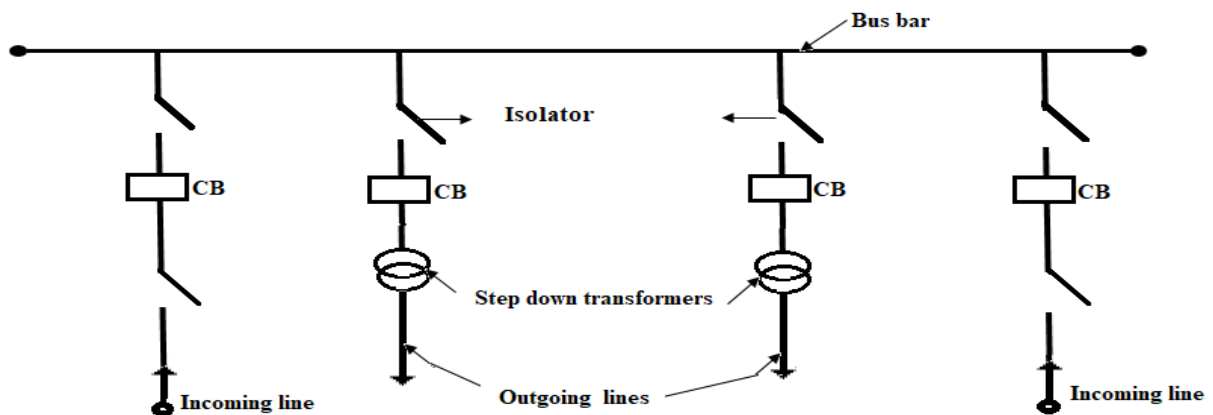 Bus bar
Isolator
CB
CB
CB
CB
Step down transformers
Outgoing lines
Incoming line
Incoming line